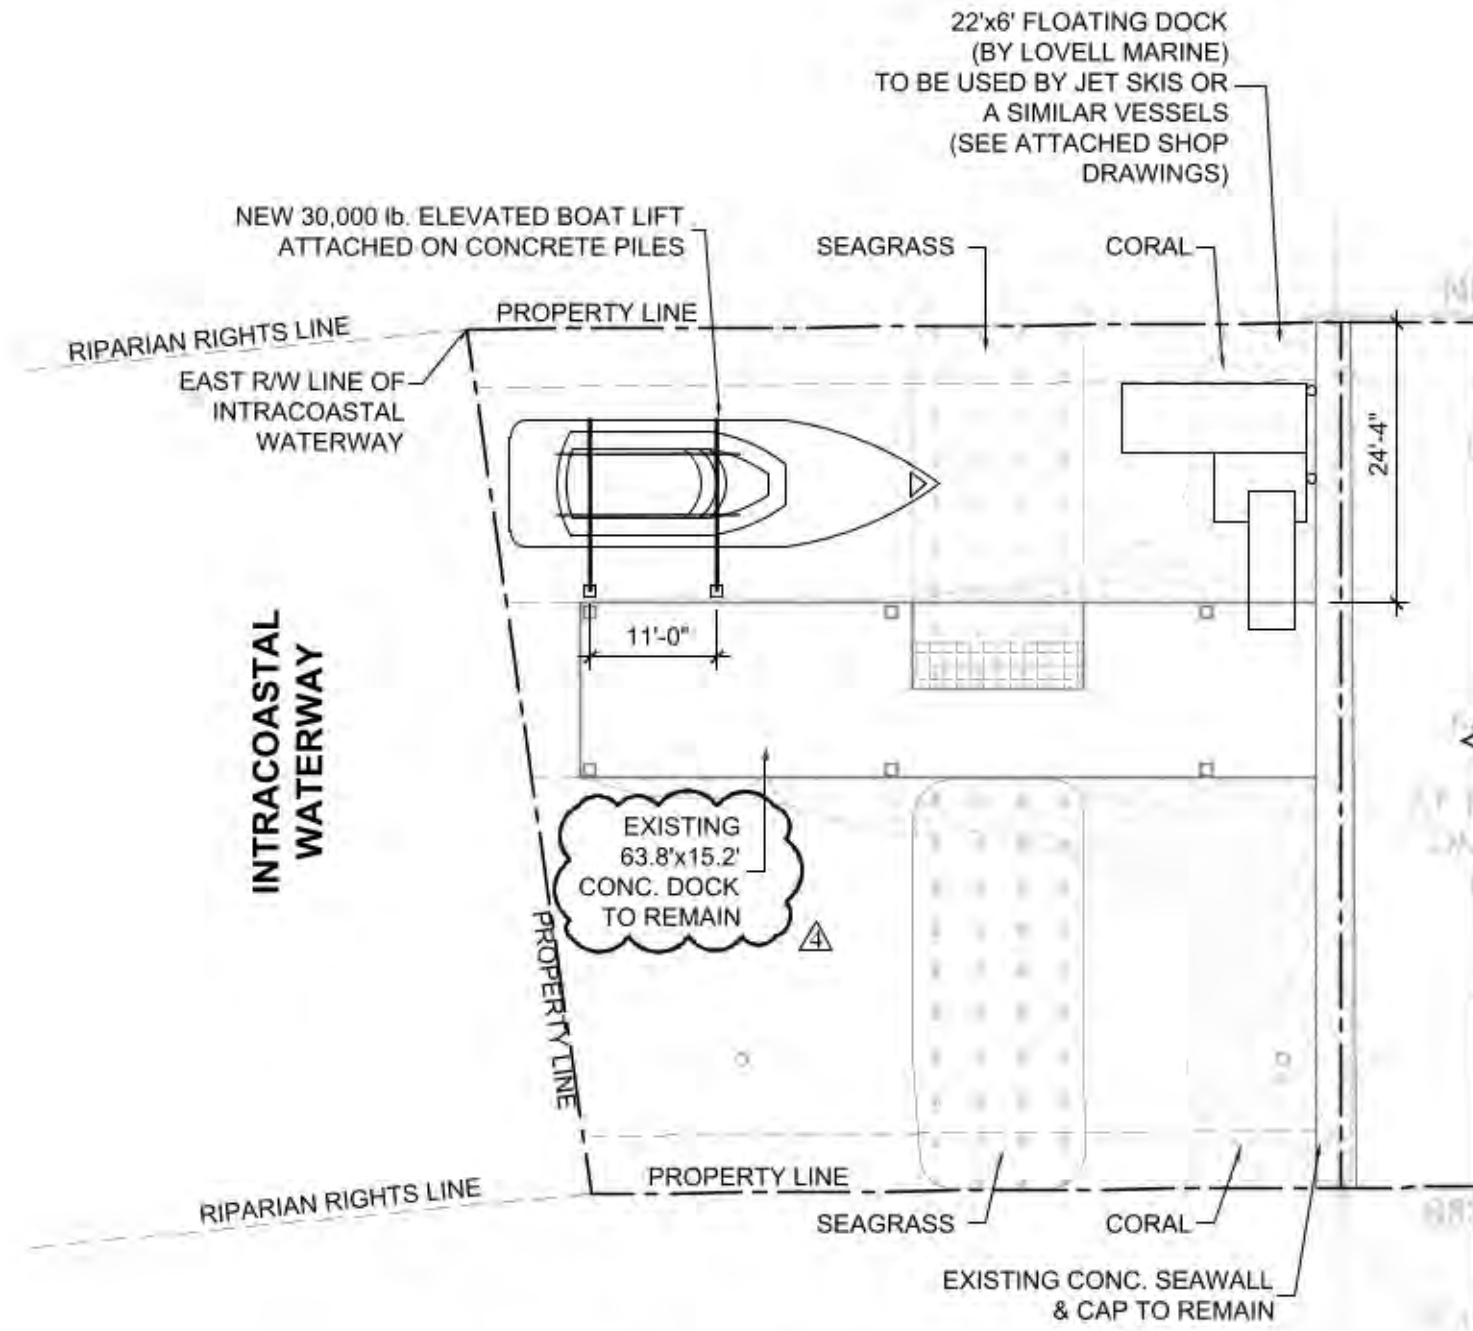 22'x6' FLOATING DOCK
(BY LOVELL MARINE)
TO BE USED BY JET SKIS OR
A SIMILAR VESSELS
(SEE ATTACHED SHOP
DRAWINGS)
NEW 30,000 lb. ELEVATED BOAT LIFT
ATTACHED ON CONCRETE PILES
SEAGRASS
CORAL
PROPERTY LINE
RIPARIAN RIGHTS LINE
EAST R/W LINE OF
INTRACOASTAL
WATERWAY
24'-4"
11'-0"
INTRACOASTAL
WATERWAY
EXISTING
63.8'x15.2'
CONC. DOCK
TO REMAIN
4
PROPERTY LINE
PROPERTY LINE
RIPARIAN RIGHTS LINE
SEAGRASS
CORAL
EXISTING CONC. SEAWALL
& CAP TO REMAIN